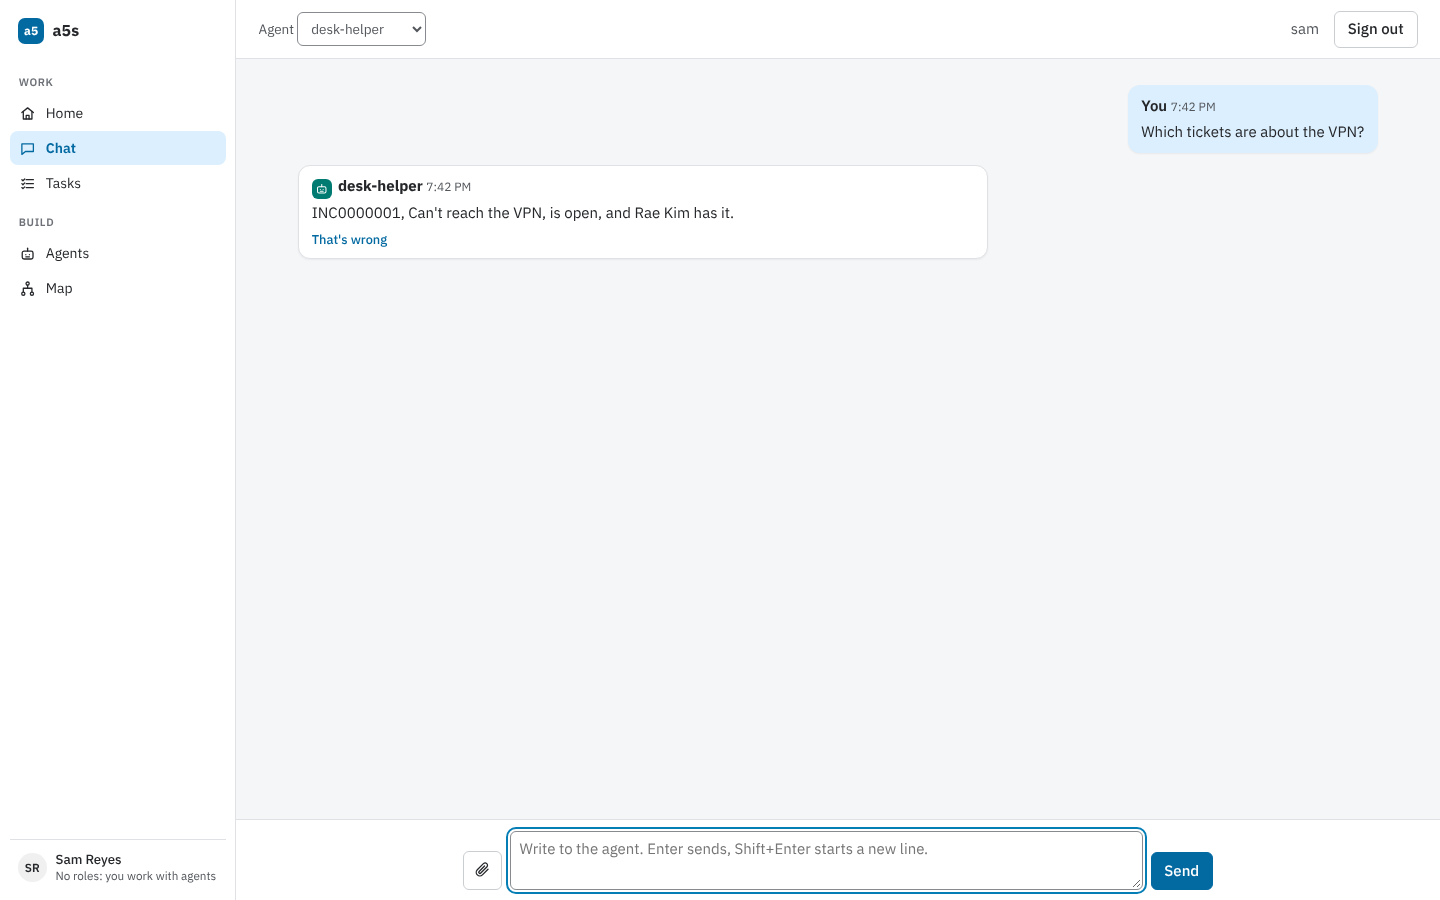 a5 a5s
WORK
Home
Chat
Tasks
BUILD
Agents
Map
SR
Sam Reyes
No roles: you work with agents
Agent desk-helper
sam
Sign out
You 7:42 PM
Which tickets are about the VPN?
desk-helper 7:42 PM
INC0000001, Can't reach the VPN, is open, and Rae Kim has it.
That's wrong
Write to the agent. Enter sends, Shift+Enter starts a new line.
Send